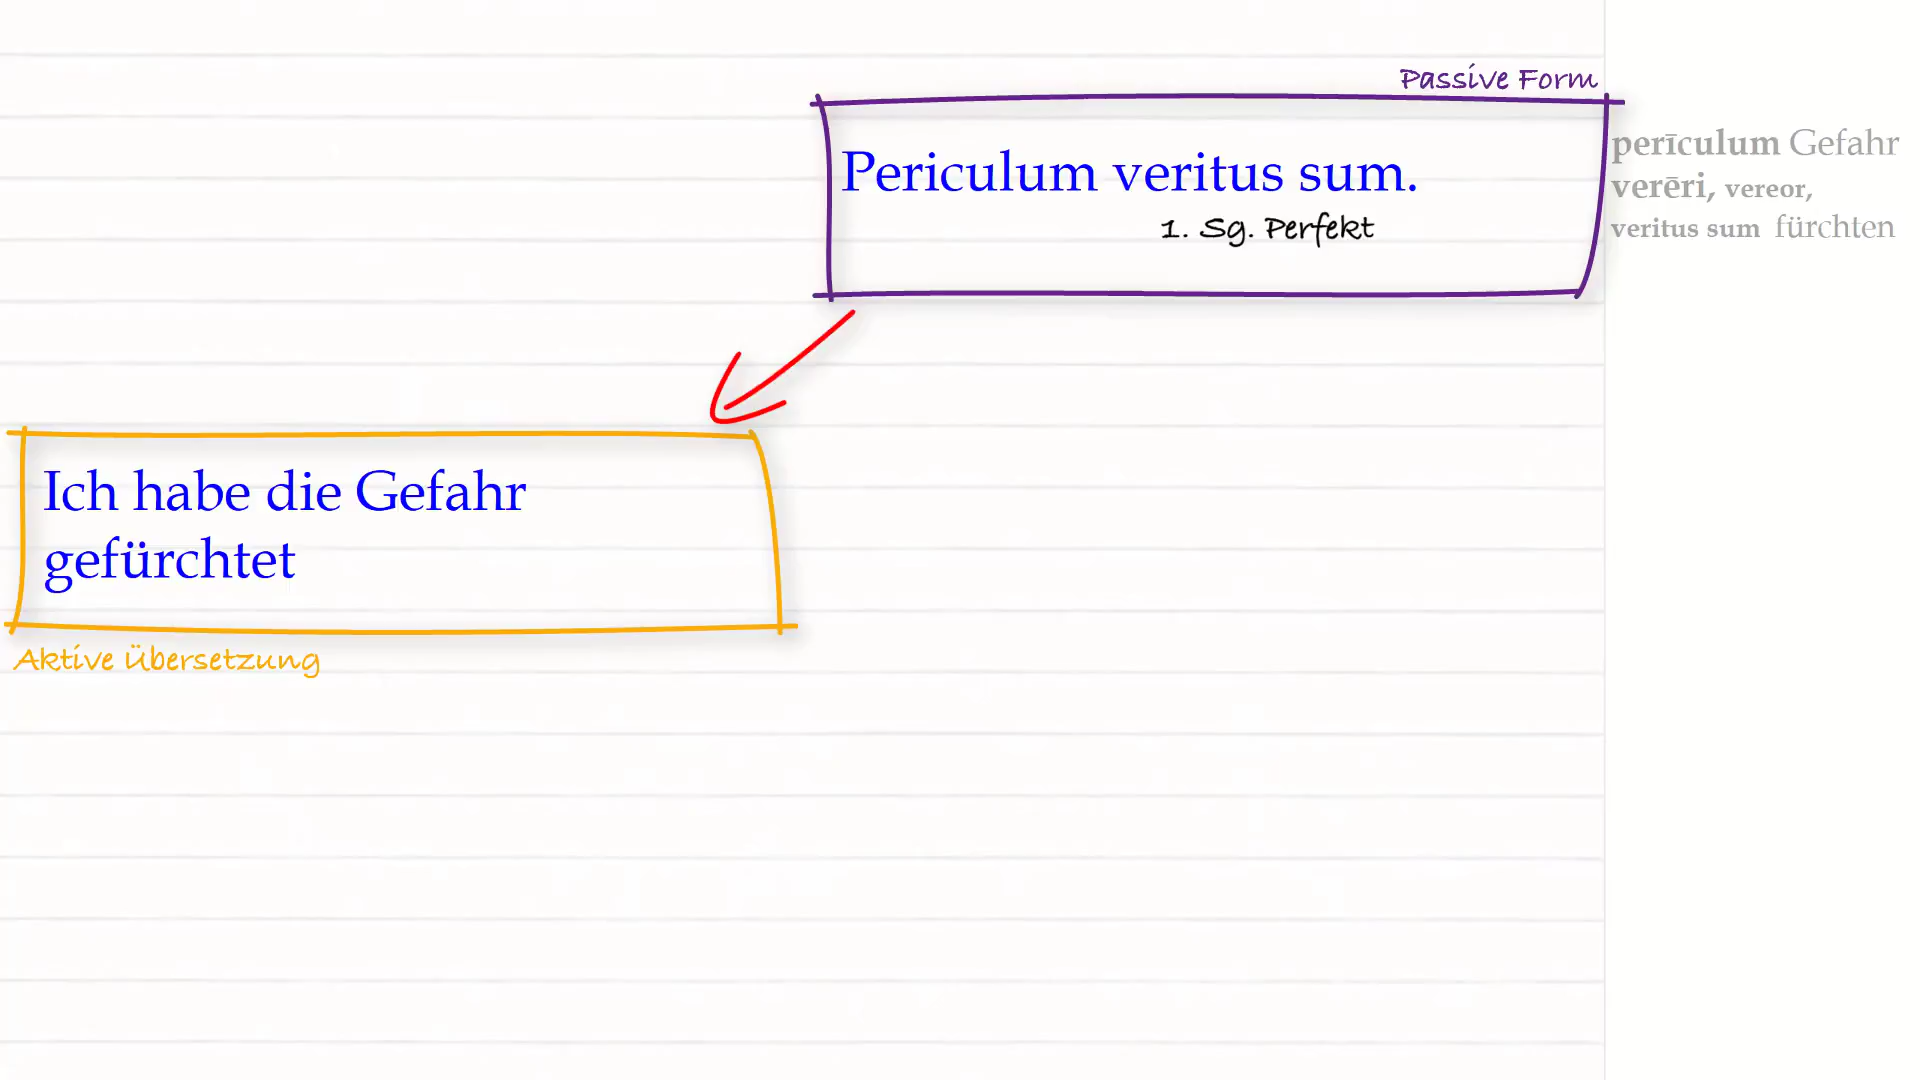 Passive Form
Periculum veritus sum.
1. Sg. Perfekt
perīculum Gefahr
verēri, vereor,
veritus sum fürchten
Ich habe die Gefahr
gefürchtet
Aktive Übersetzung